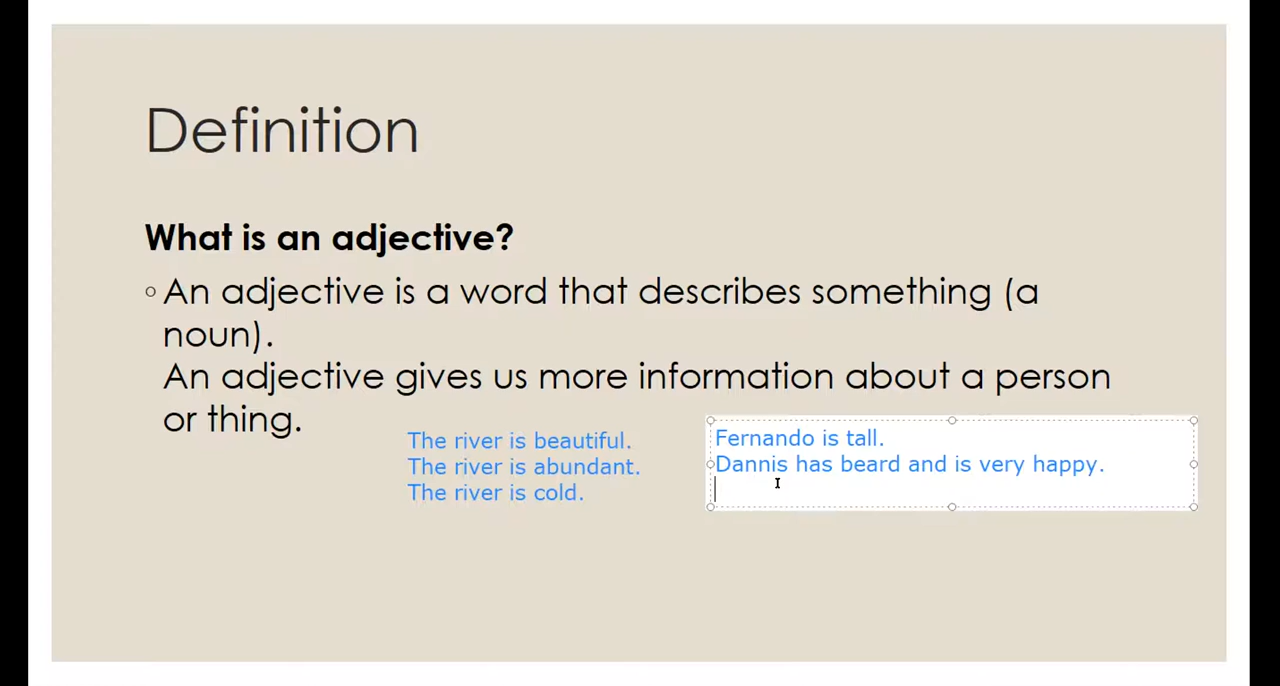 Definition
What is an adjective?
An adjective is a word that describes something (a
noun).
An adjective gives us more information about a person
or thing.
The river is beautiful.
The river is abundant.
The river is cold.
Fernando is tall.
Dannis has beard and is very happy.